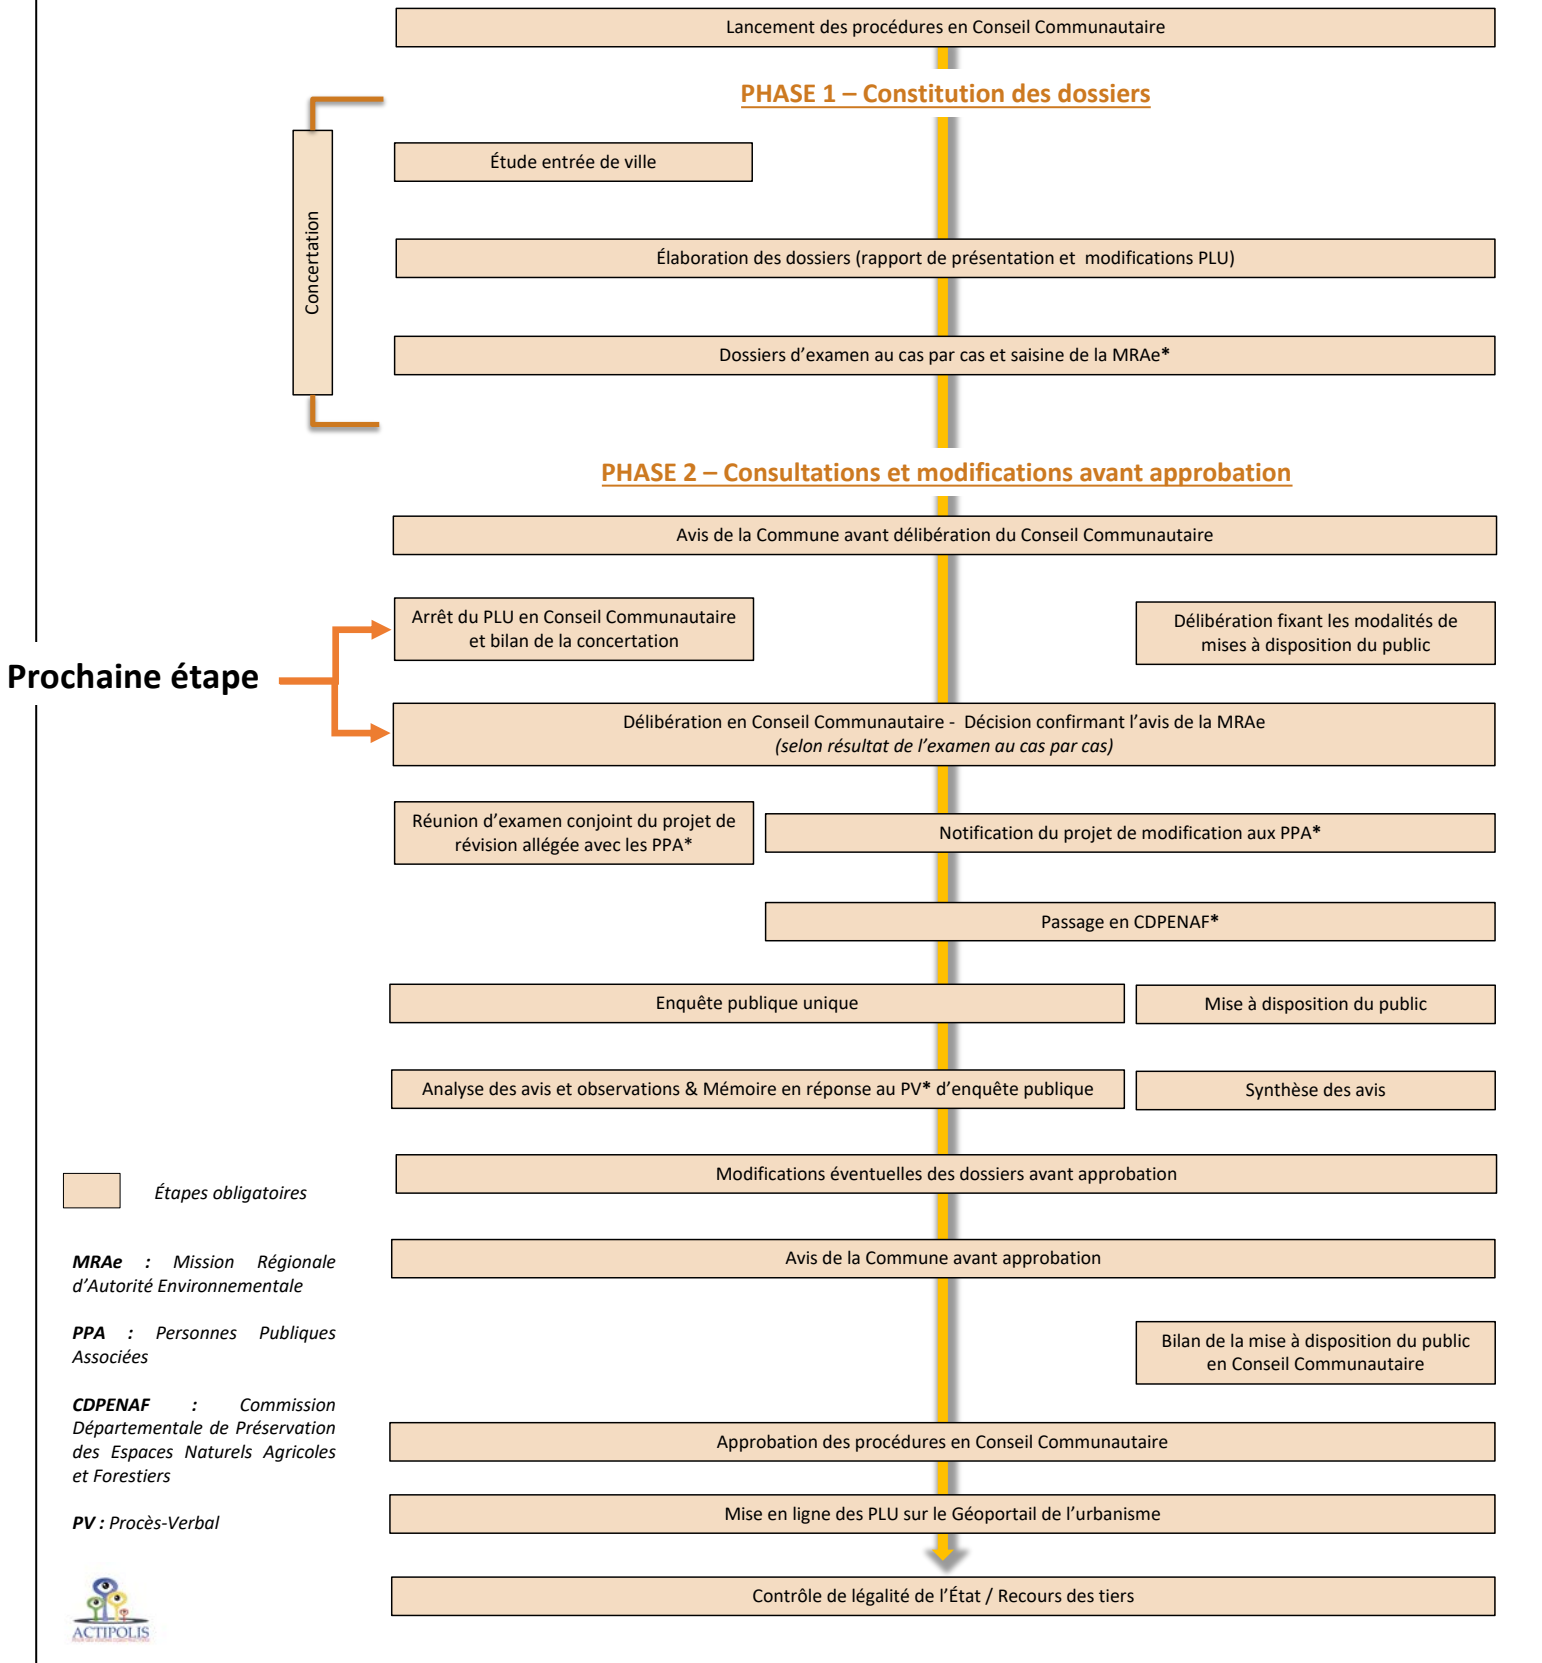 Lancement des procédures en Conseil Communautaire
PHASE 1 – Constitution des dossiers
Concertation
Étude entrée de ville
Élaboration des dossiers (rapport de présentation et modifications PLU)
Dossiers d'examen au cas par cas et saisine de la MRAe*
PHASE 2 – Consultations et modifications avant approbation
Avis de la Commune avant délibération du Conseil Communautaire
Arrêt du PLU en Conseil Communautaire
et bilan de la concertation
Délibération fixant les modalités de
mises à disposition du public
Prochaine étape
Délibération en Conseil Communautaire - Décision confirmant l'avis de la MRAe
(selon résultat de l'examen au cas par cas)
Réunion d'examen conjoint du projet de
révision allégée avec les PPA*
Notification du projet de modification aux PPA*
Passage en CDPENAF*
Enquête publique unique
Mise à disposition du public
Analyse des avis et observations & Mémoire en réponse au PV* d'enquête publique
Synthèse des avis
Modifications éventuelles des dossiers avant approbation
Avis de la Commune avant approbation
Bilan de la mise à disposition du public
en Conseil Communautaire
Approbation des procédures en Conseil Communautaire
Mise en ligne des PLU sur le Géoportail de l'urbanisme
Contrôle de légalité de l'État / Recours des tiers
Étapes obligatoires
MRAe : Mission Régionale
d'Autorité Environnementale
PPA : Personnes Publiques
Associées
CDPENAF : Commission
Départementale de Préservation
des Espaces Naturels Agricoles
et Forestiers
PV : Procès-Verbal
ACTIPOLIS